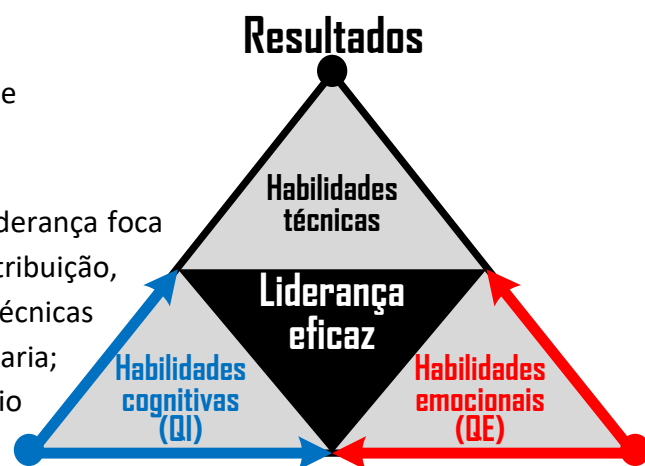 Resultados
e
derança foca
tribuição,
écnicas
aria;
io
Habilidades
técnicas
Liderança
eficaz
Habilidades
cognitivas
(QI)
Habilidades
emocionais
(QE)